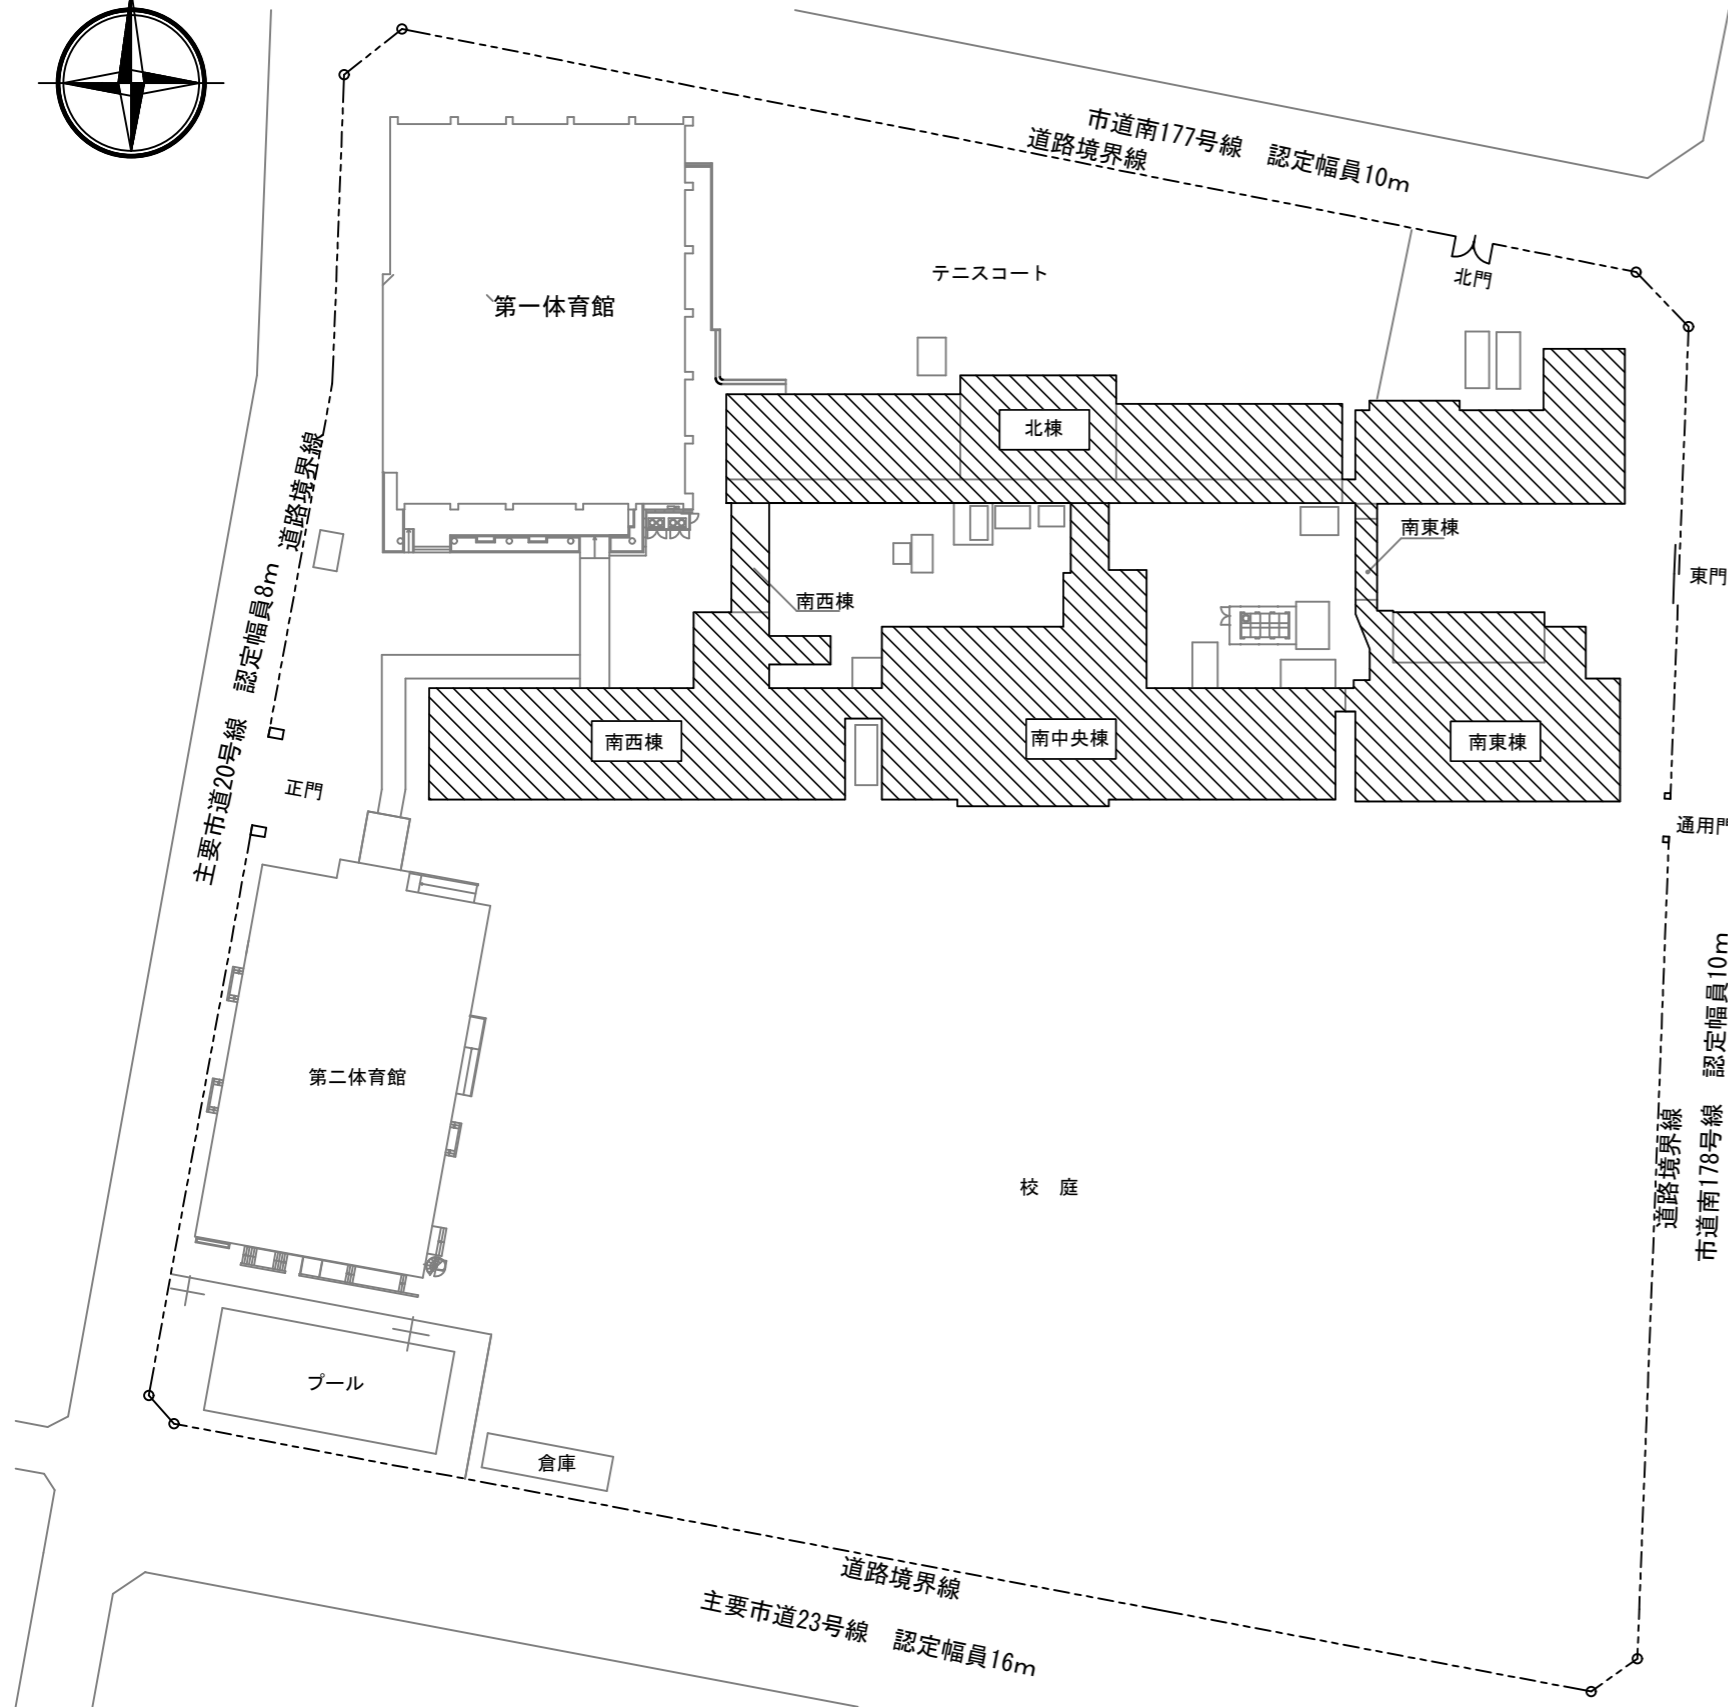 市道南177号線　認定幅員10m
道路境界線
テニスコート
北門
第一体育館
北棟
道路境界線
主要市道20号線　認定幅員8m
南東棟
東門
南西棟
南西棟
南中央棟
南東棟
正門
通用門
第二体育館
校　庭
道路境界線
市道南178号線　認定幅員10m
プール
倉庫
道路境界線
主要市道23号線　認定幅員16m